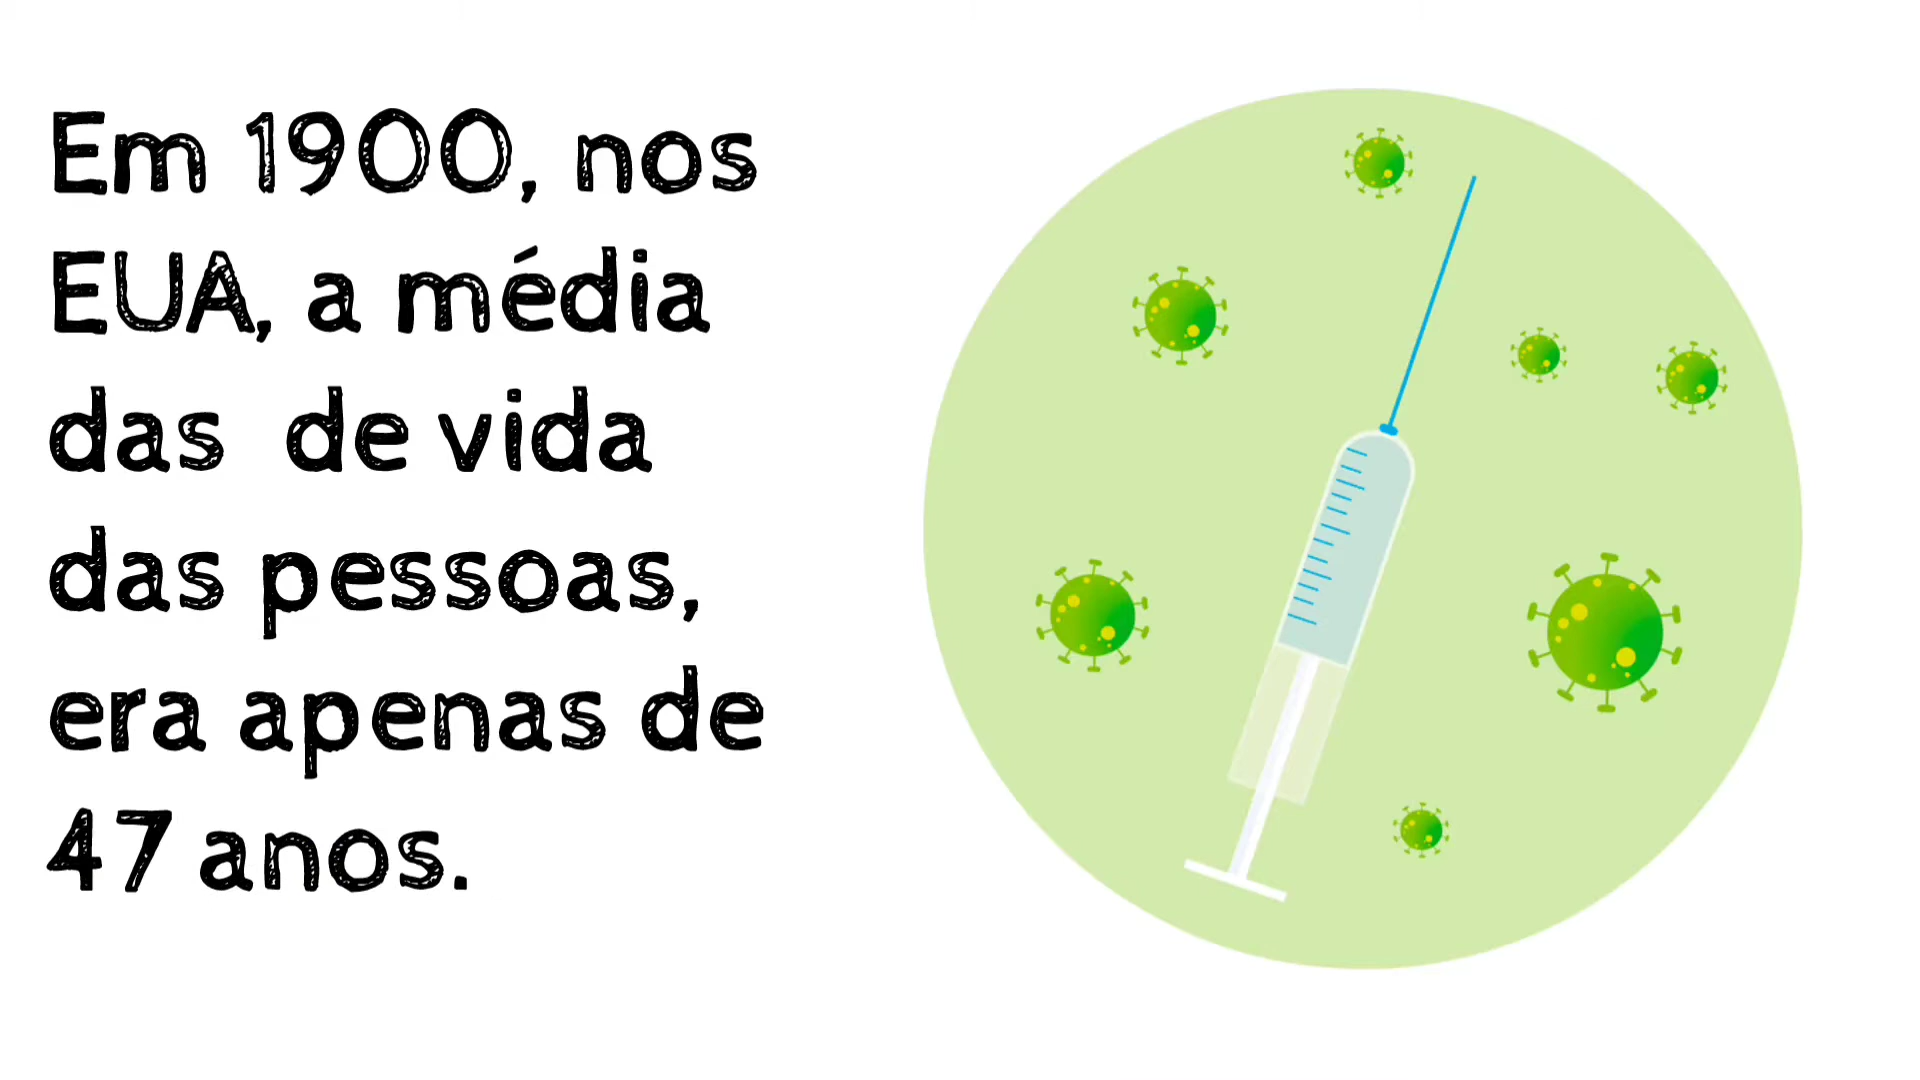 Em 1900, nos
EUA, a média
das  de vida
das pessoas,
era apenas de
47 anos.